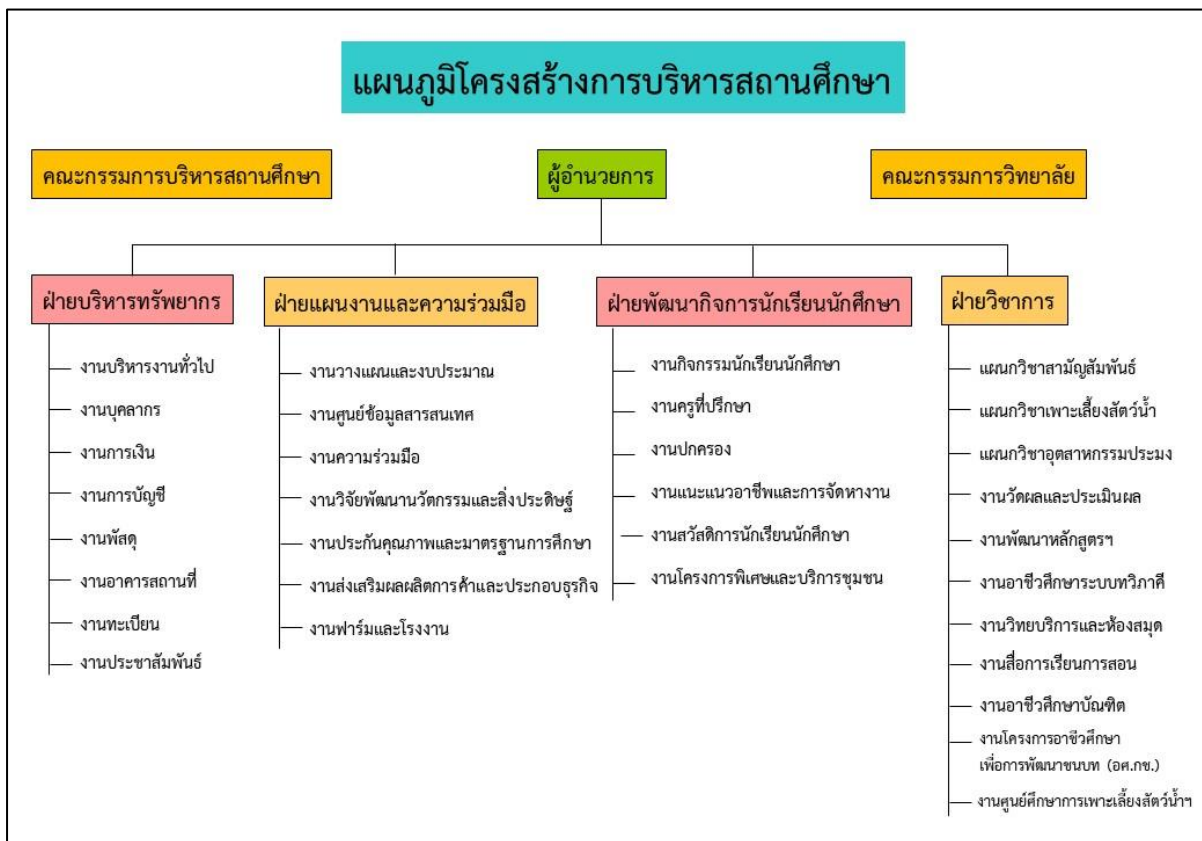 แผนภูมิโครงสร้างการบริหารสถานศึกษา
คณะกรรมการบริหารสถานศึกษา
ผู้อำนวยการ
คณะกรรมการวิทยาลัย
ฝ่ายบริหารทรัพยากร
งานบริหารงานทั่วไป
งานบุคลากร
งานการเงิน
งานการบัญชี
งานพัสดุ
งานอาคารสถานที่
งานทะเบียน
งานประชาสัมพันธ์
ฝ่ายแผนงานและความร่วมมือ
งานวางแผนและงบประมาณ
งานศูนย์ข้อมูลสารสนเทศ
งานความร่วมมือ
งานวิจัยพัฒนานวัตกรรมและสิ่งประดิษฐ์
งานประกันคุณภาพและมาตรฐานการศึกษา
งานส่งเสริมผลผลิตการค้าและประกอบธุรกิจ
งานฟาร์มและโรงงาน
ฝ่ายพัฒนากิจการนักเรียนนักศึกษา
งานกิจกรรมนักเรียนนักศึกษา
งานครูที่ปรึกษา
งานปกครอง
งานแนะแนวอาชีพและการจัดหางาน
งานสวัสดิการนักเรียนนักศึกษา
งานโครงการพิเศษและบริการชุมชน
ฝ่ายวิชาการ
แผนกวิชาสามัญสัมพันธ์
แผนกวิชาเพาะเลี้ยงสัตว์น้ำ
แผนกวิชาอุตสาหกรรมประมง
งานวัดผลและประเมินผล
งานพัฒนาหลักสูตรฯ
งานอาชีวศึกษาระบบทวิภาคี
งานวิทยบริการและห้องสมุด
งานสื่อการเรียนการสอน
งานอาชีวศึกษาบัณฑิต
งานโครงการอาชีวศึกษา
เพื่อการพัฒนาชนบท (อศ.กช.)
งานศูนย์ศึกษาการเพาะเลี้ยงสัตว์น้ำฯ